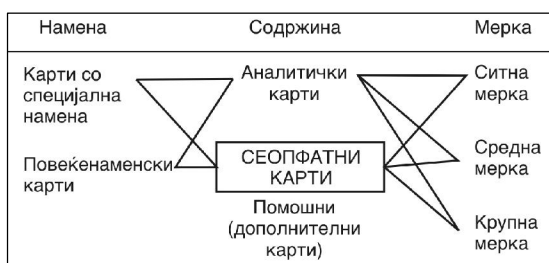 Намена
Содржина
Мерка
Карти со
специјална
намена
Повеќенаменски
карти
Аналитички
карти
СЕОПФАТНИ
КАРТИ
Помошни
(дополнителни
карти)
Ситна
мерка
Средна
мерка
Крупна
мерка